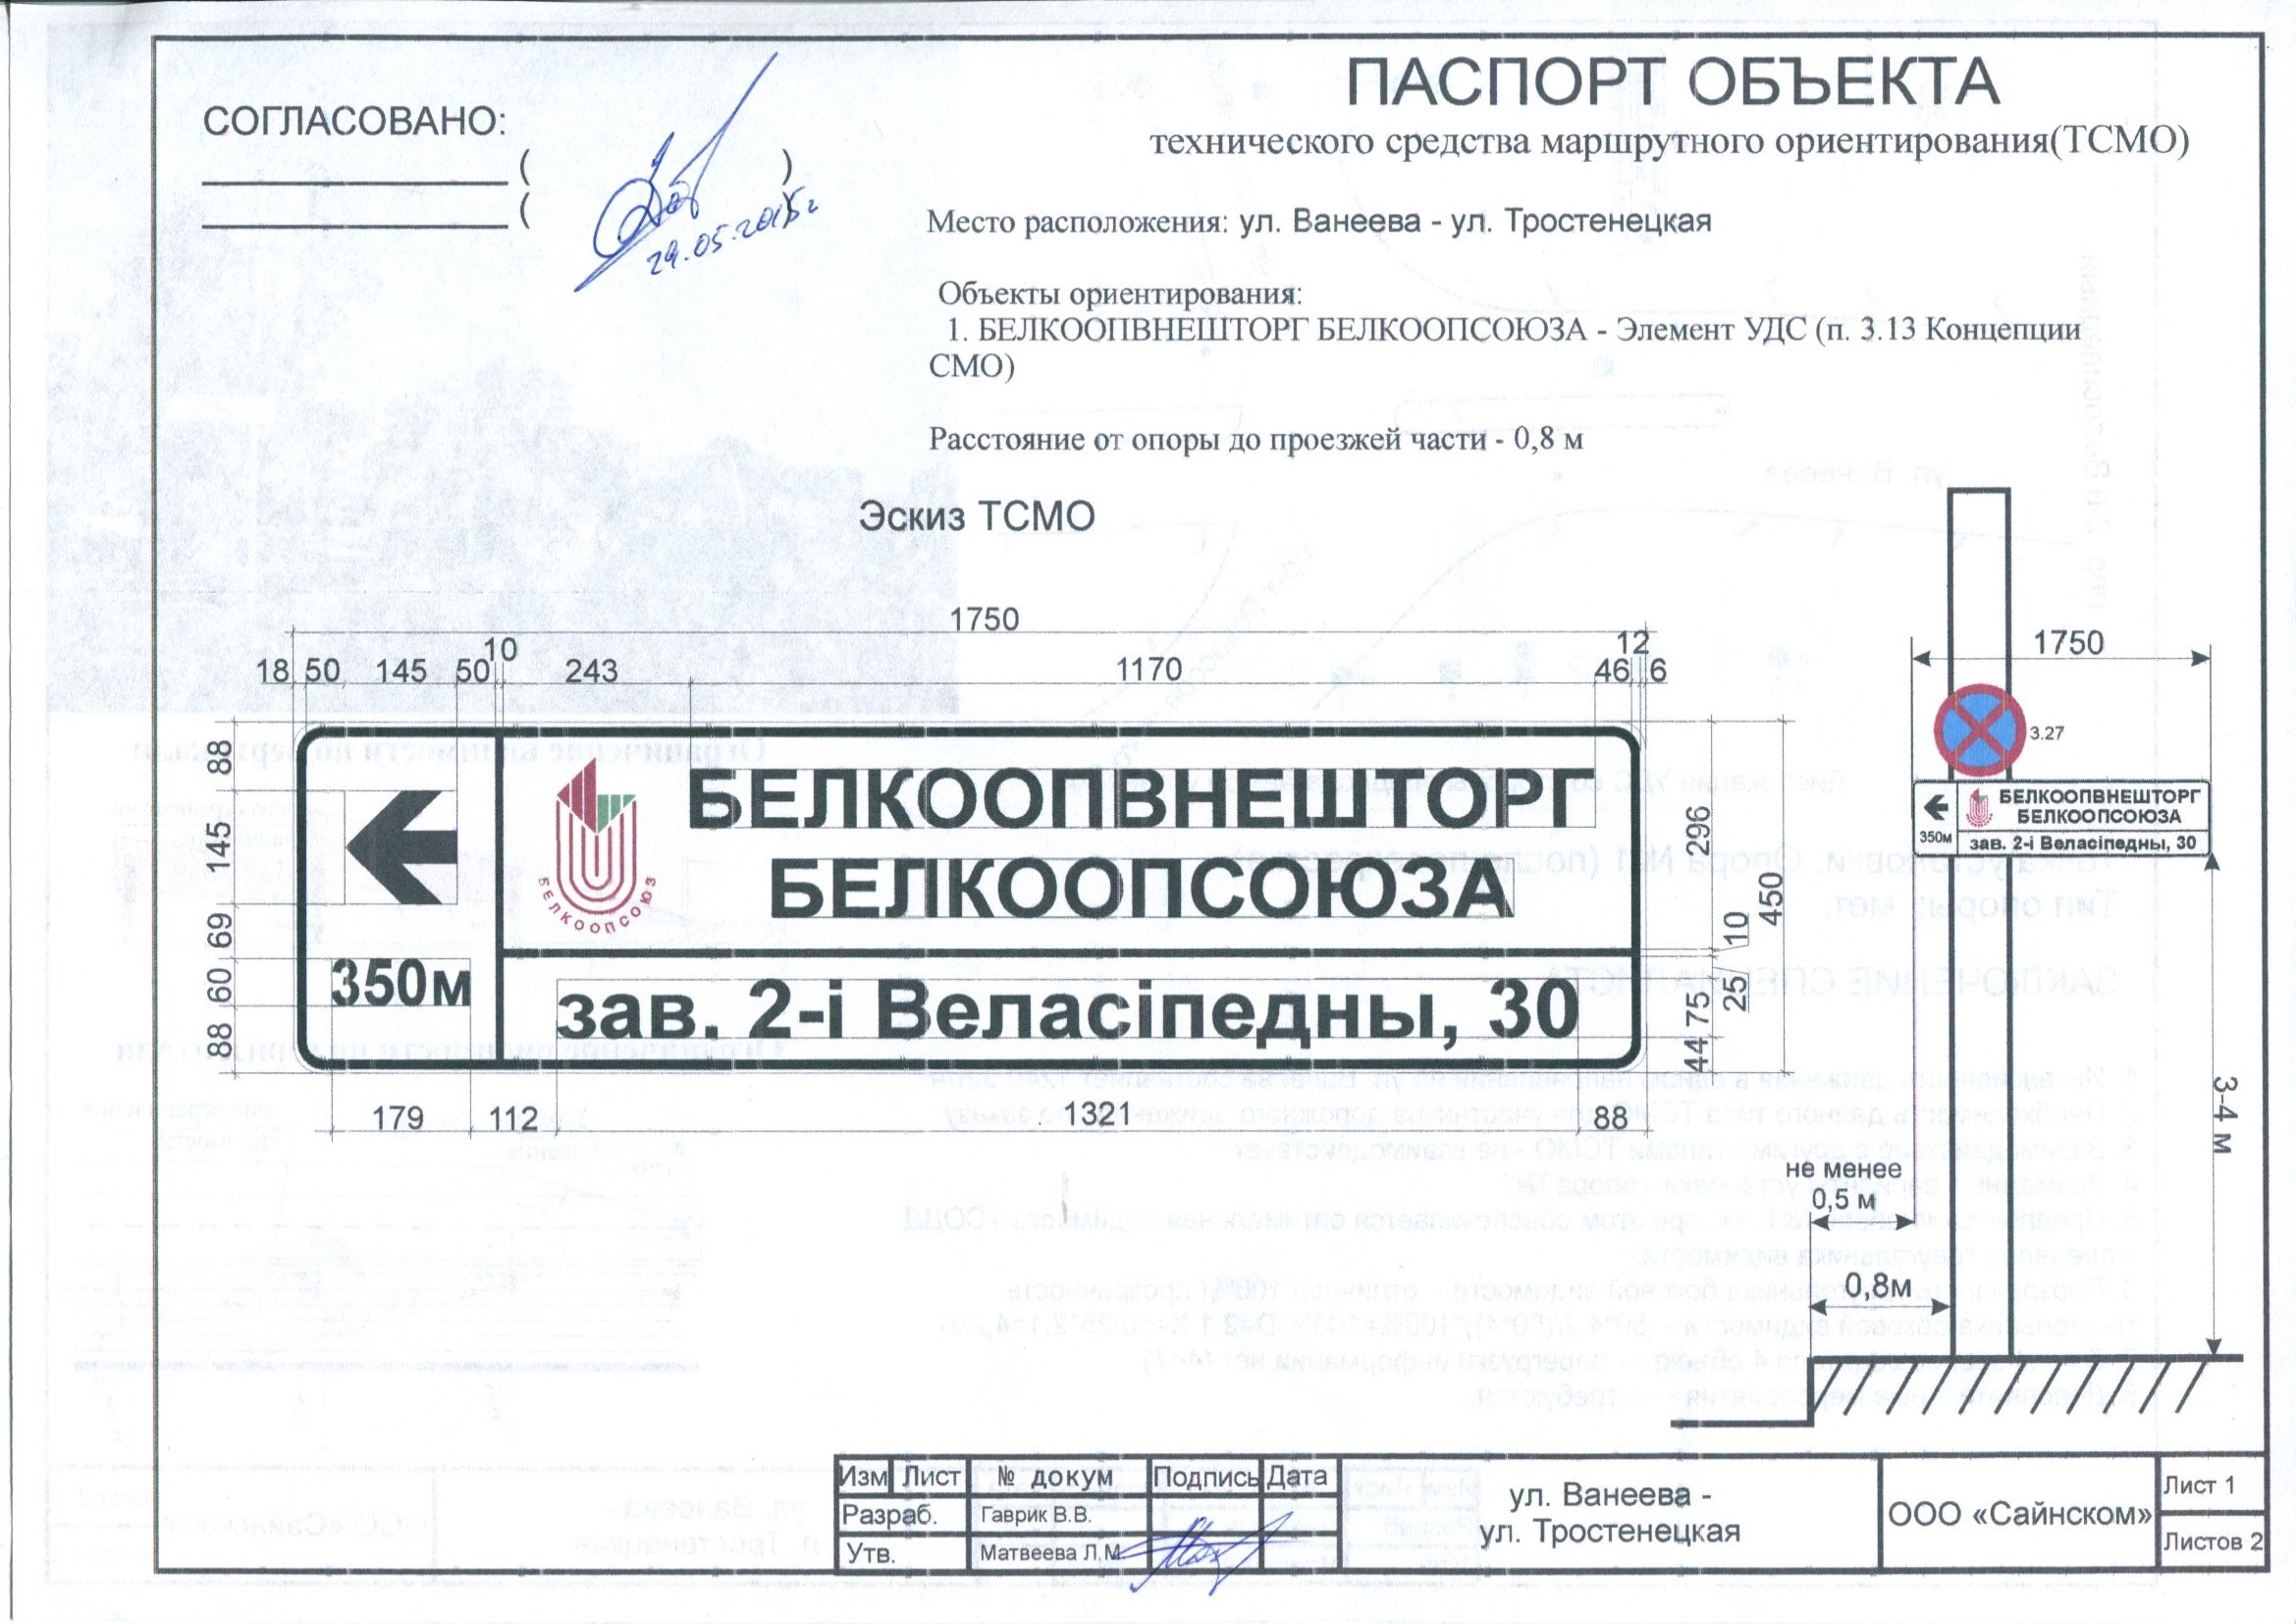 СОГЛАСОВАНО:
( )
( )
29.05.2015г
ПАСПОРТ ОБЪЕКТА
технического средства маршрутного ориентирования(ТСМО)
Место расположения: ул. Ванеева - ул. Тростенецкая
Объекты ориентирования:
1. БЕЛКООПВНЕШТОРГ БЕЛКООПСОЮЗА - Элемент УДС (п. 3.13 Концепции
СМО)
Расстояние от опоры до проезжей части - 0,8 м
Эскиз ТСМО
1750
10
12
18 50 145 50 243 1170 46 6
88
145
69
60
88
БЕЛКООПВНЕШТОРГ
БЕЛКООПСОЮЗА
БЕЛКООПСОЮЗ
350м
зав. 2-і Веласіпедны, 30
296
10
450
25
75
44
179 112 1321 88
1750
3.27
БЕЛКООПВНЕШТОРГ
БЕЛКООПСОЮЗА
350м
зав. 2-і Веласіпедны, 30
3-4 м
не менее
0,5 м
0,8м
Изм Лист № докум Подпись Дата
Разраб. Гаврик В.В.
Утв. Матвеева Л.М
ул. Ванеева -
ул. Тростенецкая
ООО «Сайнском»
Лист 1
Листов 2